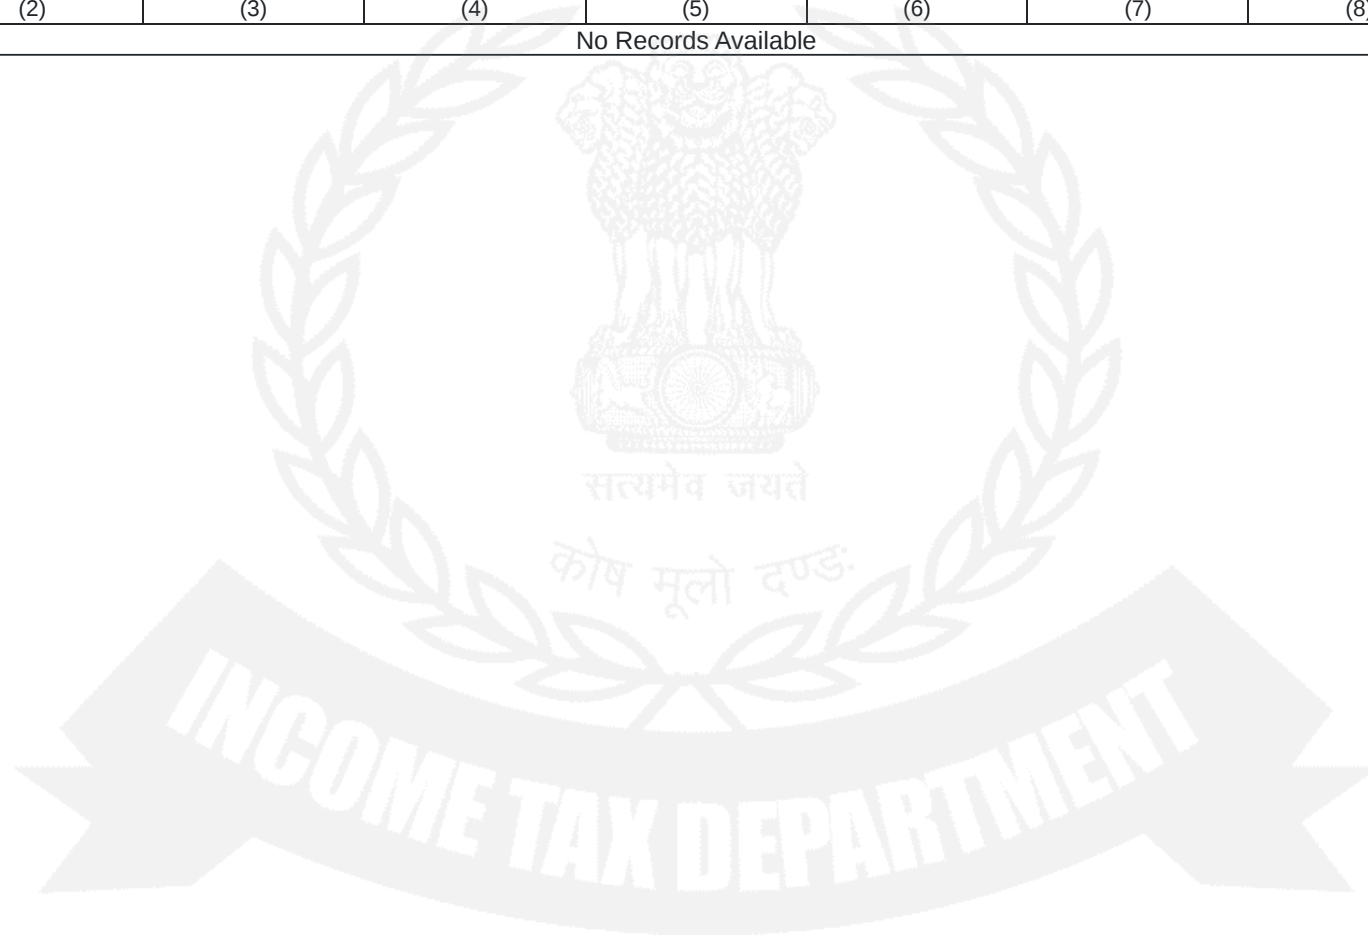 (2) (3) (4) (5) (6) (7) (8)
No Records Available
सत्यमेव जयते
कोष मूलो दण्डः
INCOME TAX DEPARTMENT